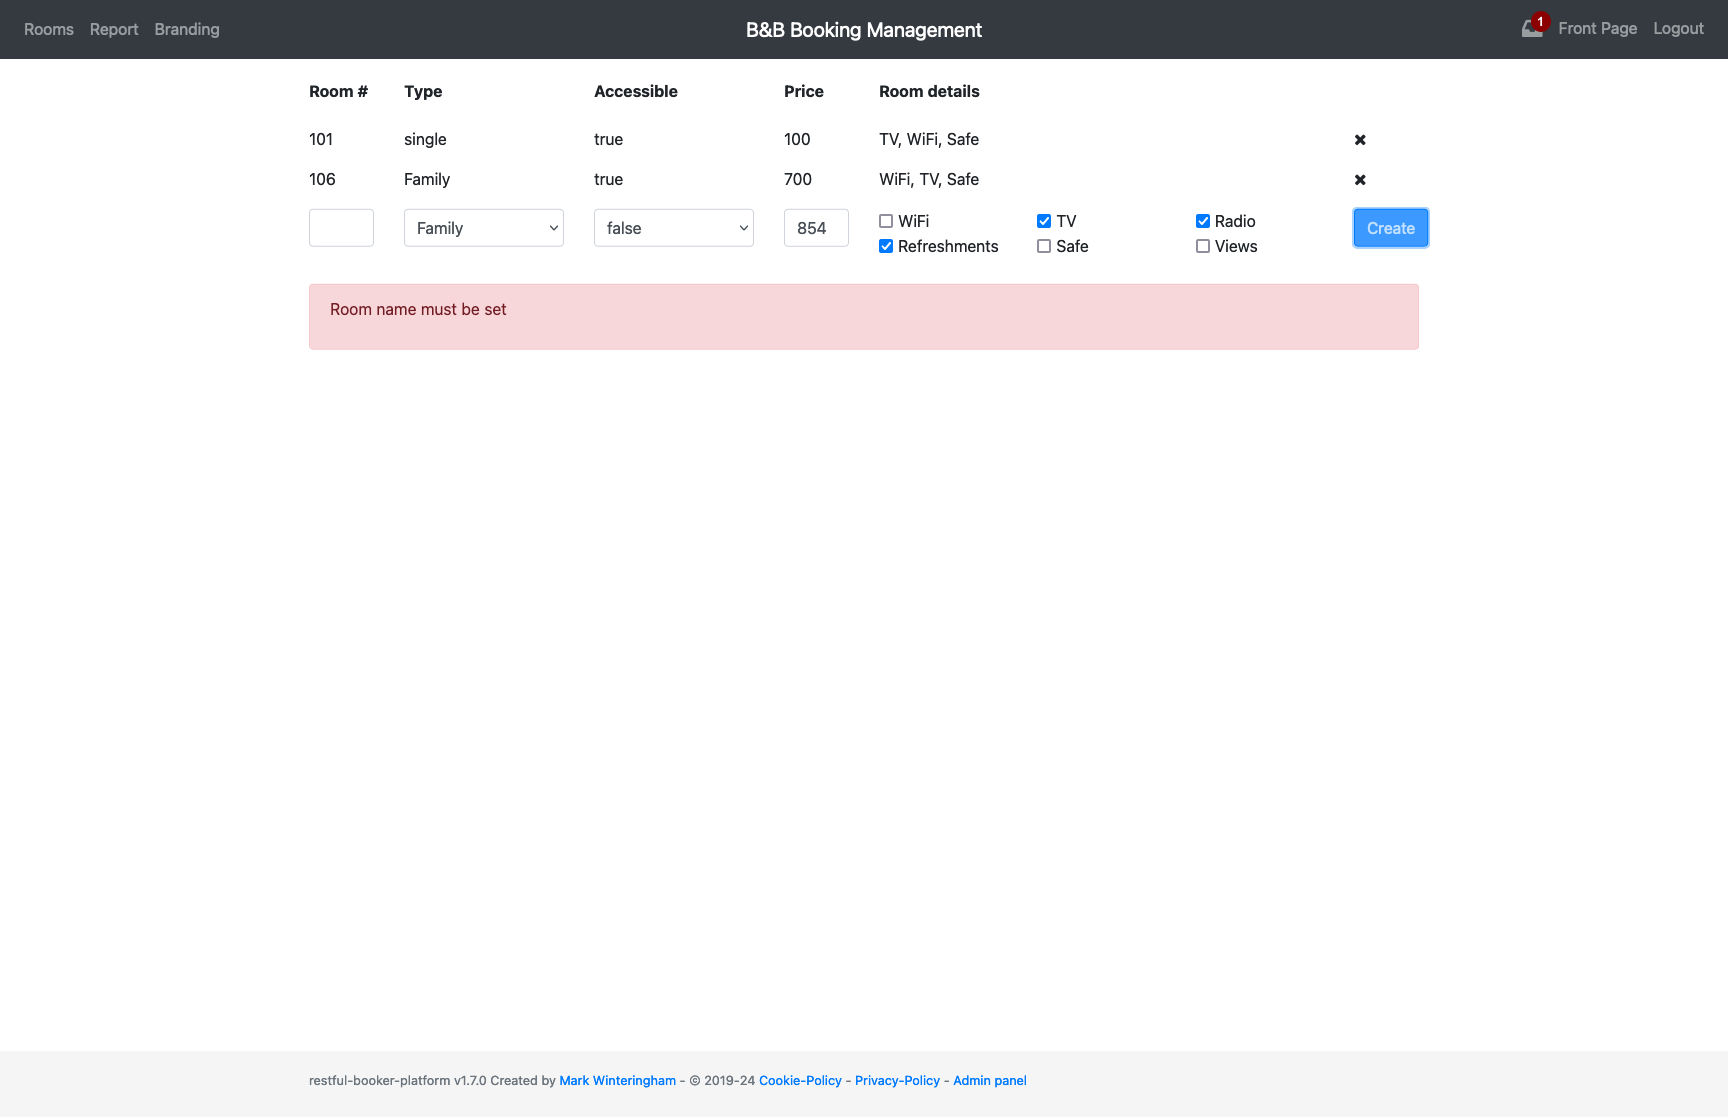 Rooms Report Branding B&B Booking Management 1 Front Page Logout
Room # Type Accessible Price Room details
101 single true 100 TV, WiFi, Safe
106 Family true 700 WiFi, TV, Safe
Family false 854 WiFi TV Radio Create
Refreshments Safe Views
Room name must be set
restful-booker-platform v1.7.0 Created by Mark Winteringham - © 2019-24 Cookie-Policy - Privacy-Policy - Admin panel